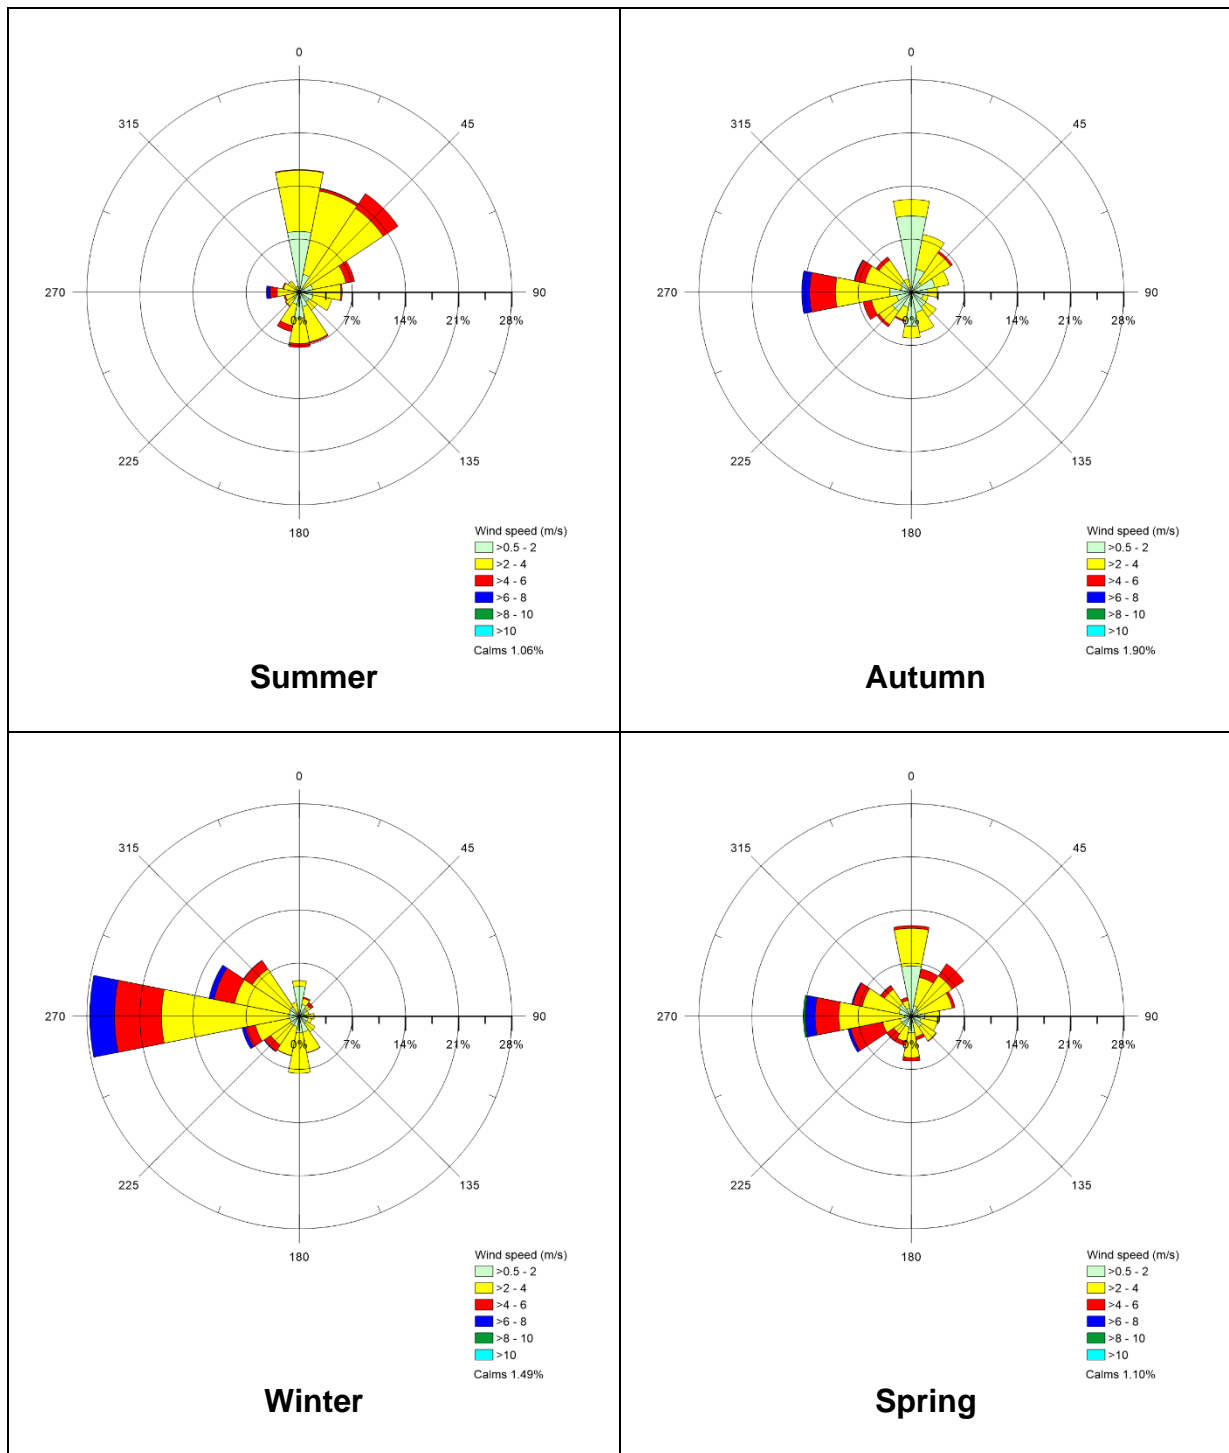 0
315 45
270 90
0% 7% 14% 21% 28%
225 135
180
Wind speed (m/s)
>0.5 - 2
>2 - 4
>4 - 6
>6 - 8
>8 - 10
>10
Calms 1.06%
Summer
0
315 45
270 90
0% 7% 14% 21% 28%
225 135
180
Wind speed (m/s)
>0.5 - 2
>2 - 4
>4 - 6
>6 - 8
>8 - 10
>10
Calms 1.90%
Autumn
0
315 45
270 90
0% 7% 14% 21% 28%
225 135
180
Wind speed (m/s)
>0.5 - 2
>2 - 4
>4 - 6
>6 - 8
>8 - 10
>10
Calms 1.49%
Winter
0
315 45
270 90
0% 7% 14% 21% 28%
225 135
180
Wind speed (m/s)
>0.5 - 2
>2 - 4
>4 - 6
>6 - 8
>8 - 10
>10
Calms 1.10%
Spring